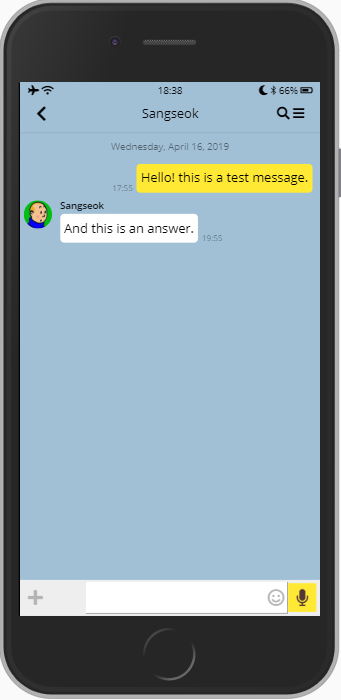 18:38
66%
Sangseok
Wednesday, April 16, 2019
17:55
Hello! this is a test message.
Sangseok
And this is an answer.
19:55